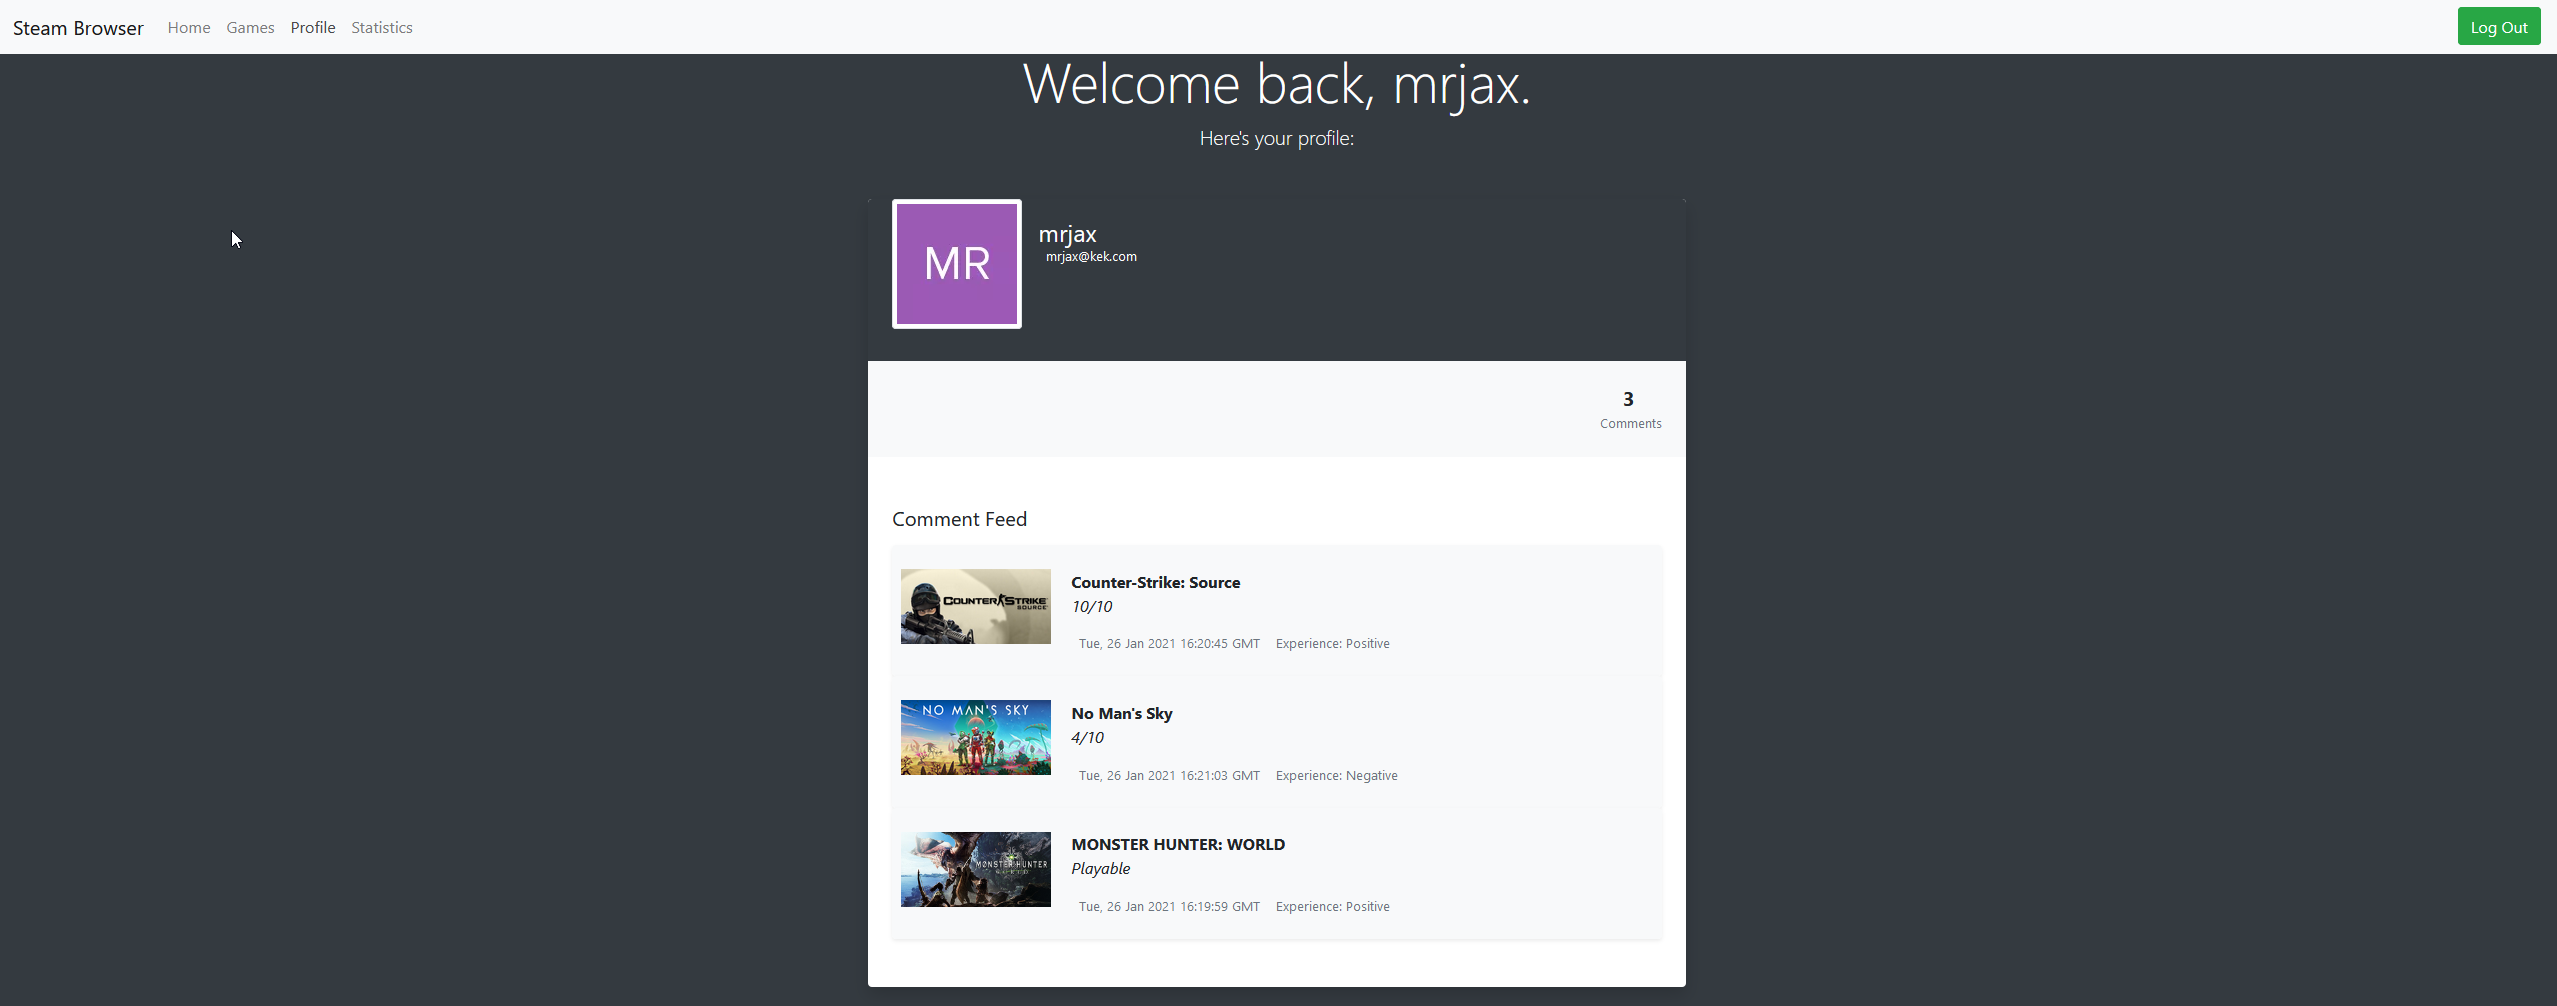 Steam Browser Home Games Profile Statistics Log Out
Welcome back, mrjax.
Here's your profile:
MR
mrjax
mrjax@kek.com
3
Comments
Comment Feed
COUNTER STRIKE
SOURCE
Counter-Strike: Source
10/10
Tue, 26 Jan 2021 16:20:45 GMT Experience: Positive
NO MAN'S SKY
No Man's Sky
4/10
Tue, 26 Jan 2021 16:21:03 GMT Experience: Negative
MONSTER HUNTER
WORLD
MONSTER HUNTER: WORLD
Playable
Tue, 26 Jan 2021 16:19:59 GMT Experience: Positive